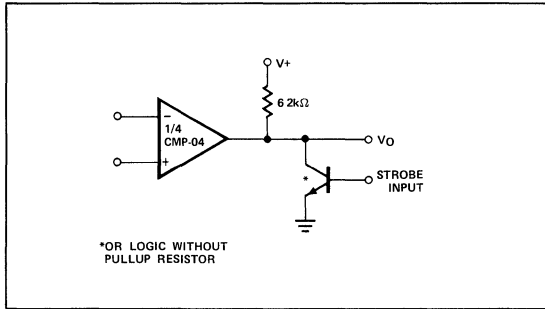 V+
6 2kΩ
−
1/4
CMP-04
+
VO
*
STROBE
INPUT
*OR LOGIC WITHOUT
PULLUP RESISTOR